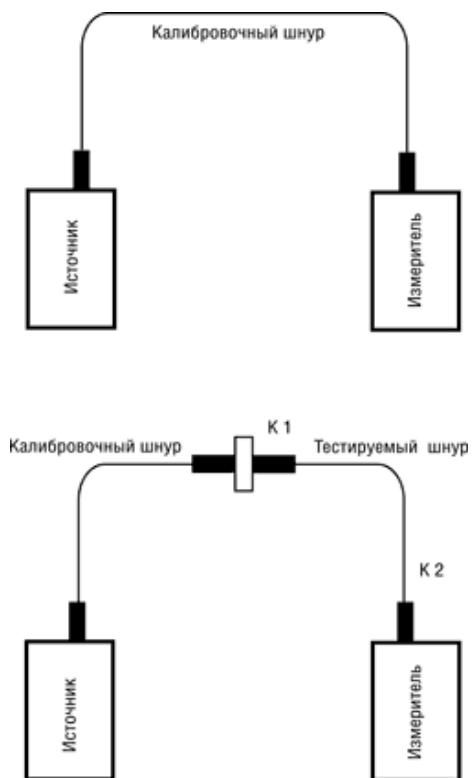 Калибровочный шнур
Источник
Измеритель
К 1
Калибровочный шнур
Тестируемый шнур
К 2
Источник
Измеритель